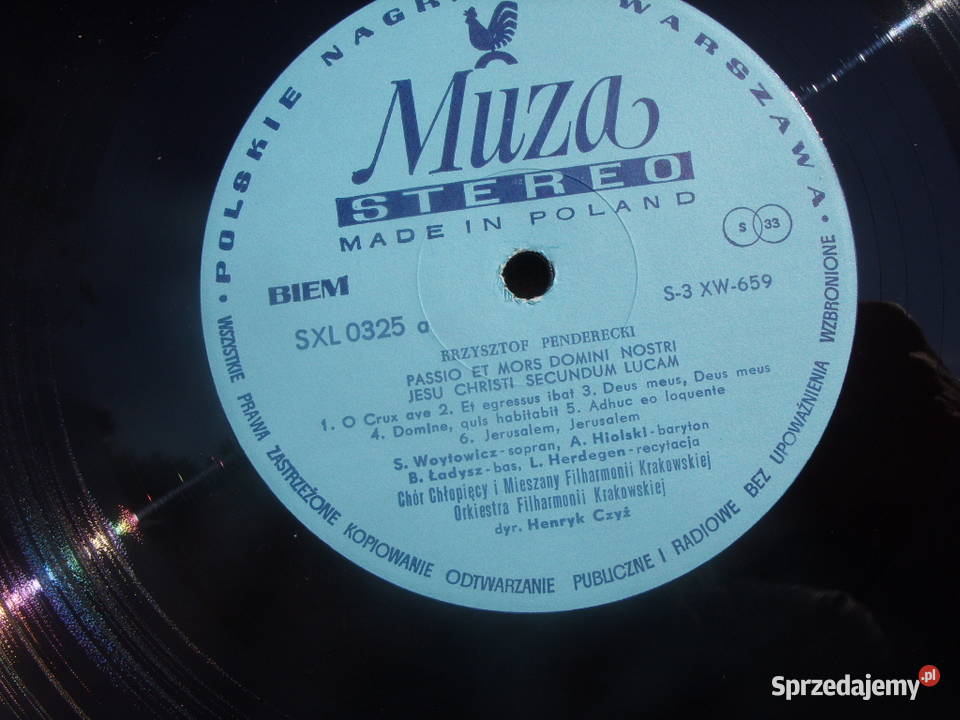 POLSKIE NAGR WARSZAWA
Muza
STEREO
MADE IN POLAND
S 33
BIEM
S-3 XW-659
SXL 0325 a
KRZYSZTOF PENDERECKI
PASSIO ET MORS DOMINI NOSTRI
JESU CHRISTI SECUNDUM LUCAM
1. O Crux ave 2. Et egressus ibat 3. Deus meus, Deus meus
4. Domine, quis habitabit 5. Adhuc eo loquente
6. Jerusalem, Jerusalem
S. Woytowicz-sopran, A. Hiolski-baryton
B. Ładysz-bas, L. Herdegen-recytacja
Chór Chłopięcy i Mieszany Filharmonii Krakowskiej
Orkiestra Filharmonii Krakowskiej
dyr. Henryk Czyż
WSZYSTKIE PRAWA ZASTRZEŻONE KOPIOWANIE ODTWARZANIE PUBLICZNE I RADIOWE BEZ UPOWAŻNIENIA WZBRONIONE
Sprzedajemy.pl